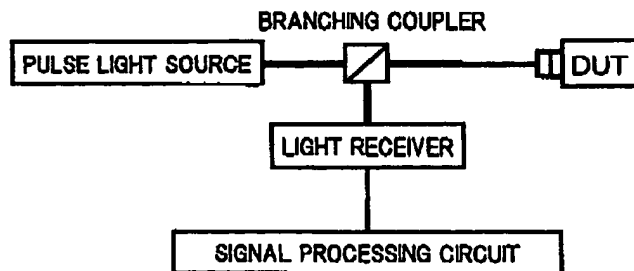 BRANCHING COUPLER
PULSE LIGHT SOURCE
DUT
LIGHT RECEIVER
SIGNAL PROCESSING CIRCUIT